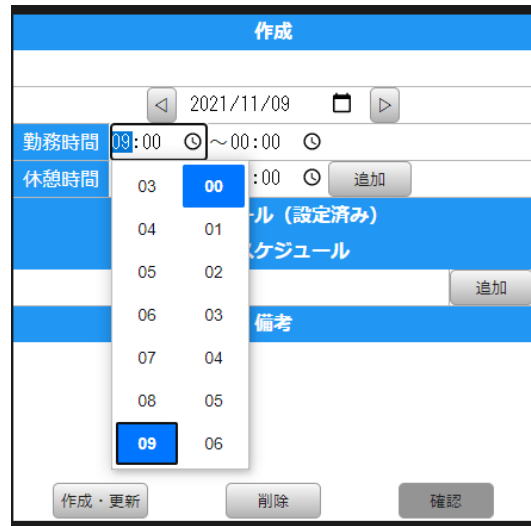 作成
◁ 2021/11/09 ▷
勤務時間 09:00 ～00:00
休憩時間 :00 追加
ール（設定済み）
スケジュール
追加
備考
03 00
04 01
05 02
06 03
07 04
08 05
09 06
作成・更新 削除 確認